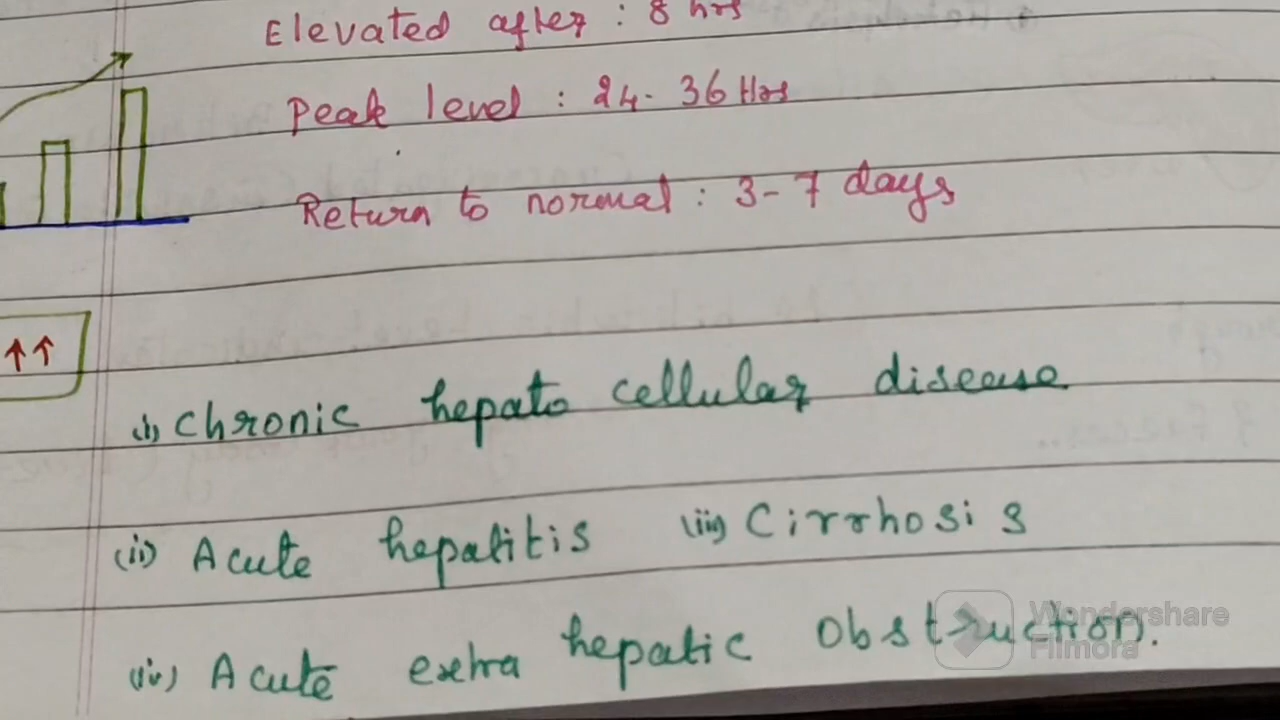 Elevated after : 8 hrs
Peak level : 24- 36 Hrs
Return to normal : 3-7 days
↑↑
(i) Chronic hepato cellular disease
(ii) Acute hepatitis (iii) Cirrhosis
(iv) Acute extra hepatic obstruction.
Wondershare
Filmora